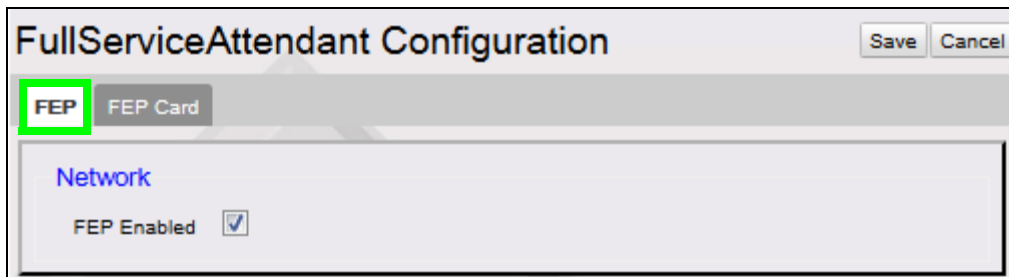 FullServiceAttendant Configuration Save Cancel
FEP FEP Card
Network
FEP Enabled